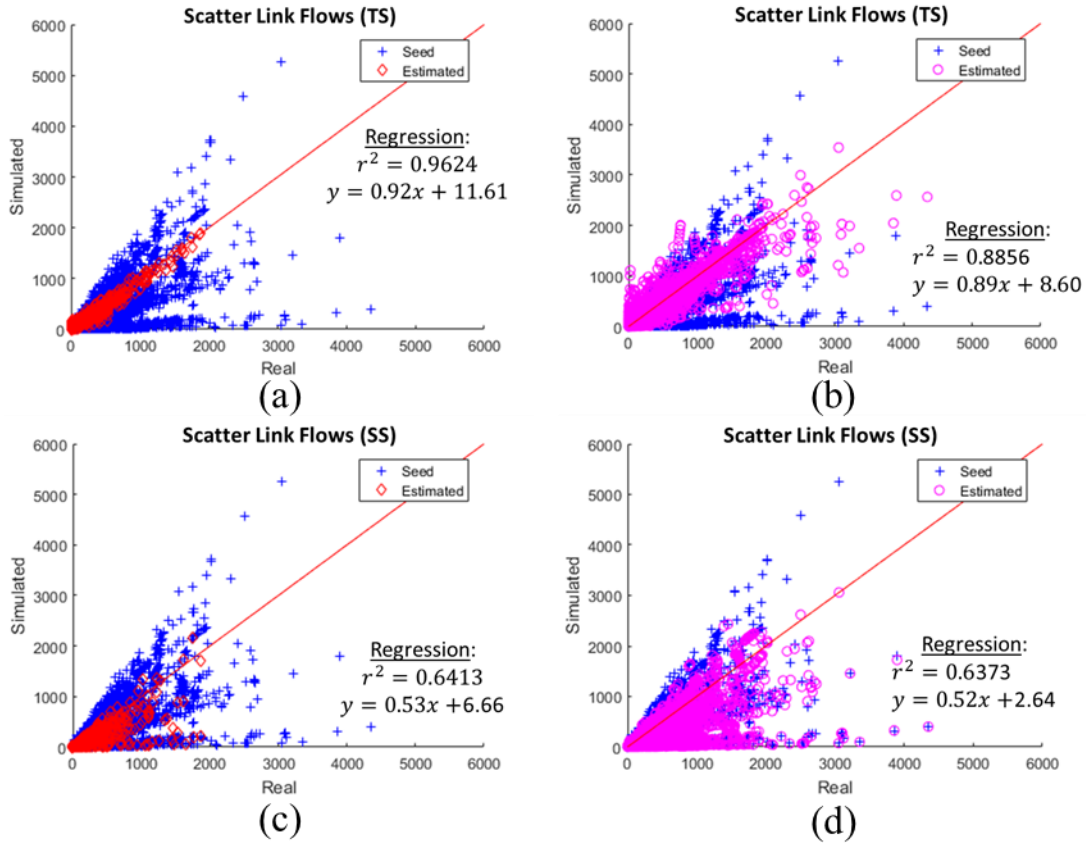 Scatter Link Flows (TS)
6000
5000
4000
3000
2000
1000
0
Simulated
Seed
Estimated
Regression:
r² = 0.9624
y = 0.92x + 11.61
0 1000 2000 3000 4000 5000 6000
Real
(a)
Scatter Link Flows (TS)
6000
5000
4000
3000
2000
1000
0
Simulated
Seed
Estimated
Regression:
r² = 0.8856
y = 0.89x + 8.60
0 1000 2000 3000 4000 5000 6000
Real
(b)
Scatter Link Flows (SS)
6000
5000
4000
3000
2000
1000
0
Simulated
Seed
Estimated
Regression:
r² = 0.6413
y = 0.53x +6.66
0 1000 2000 3000 4000 5000 6000
Real
(c)
Scatter Link Flows (SS)
6000
5000
4000
3000
2000
1000
0
Simulated
Seed
Estimated
Regression:
r² = 0.6373
y = 0.52x +2.64
0 1000 2000 3000 4000 5000 6000
Real
(d)